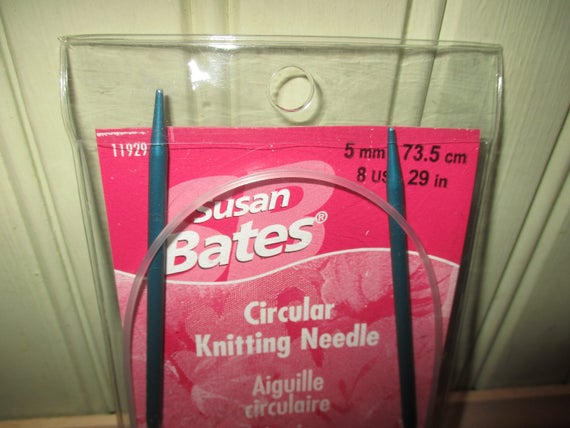 11929
5 mm 73.5 cm
8 US 29 in
Susan
Bates®
Circular
Knitting Needle
Aiguille
circulaire